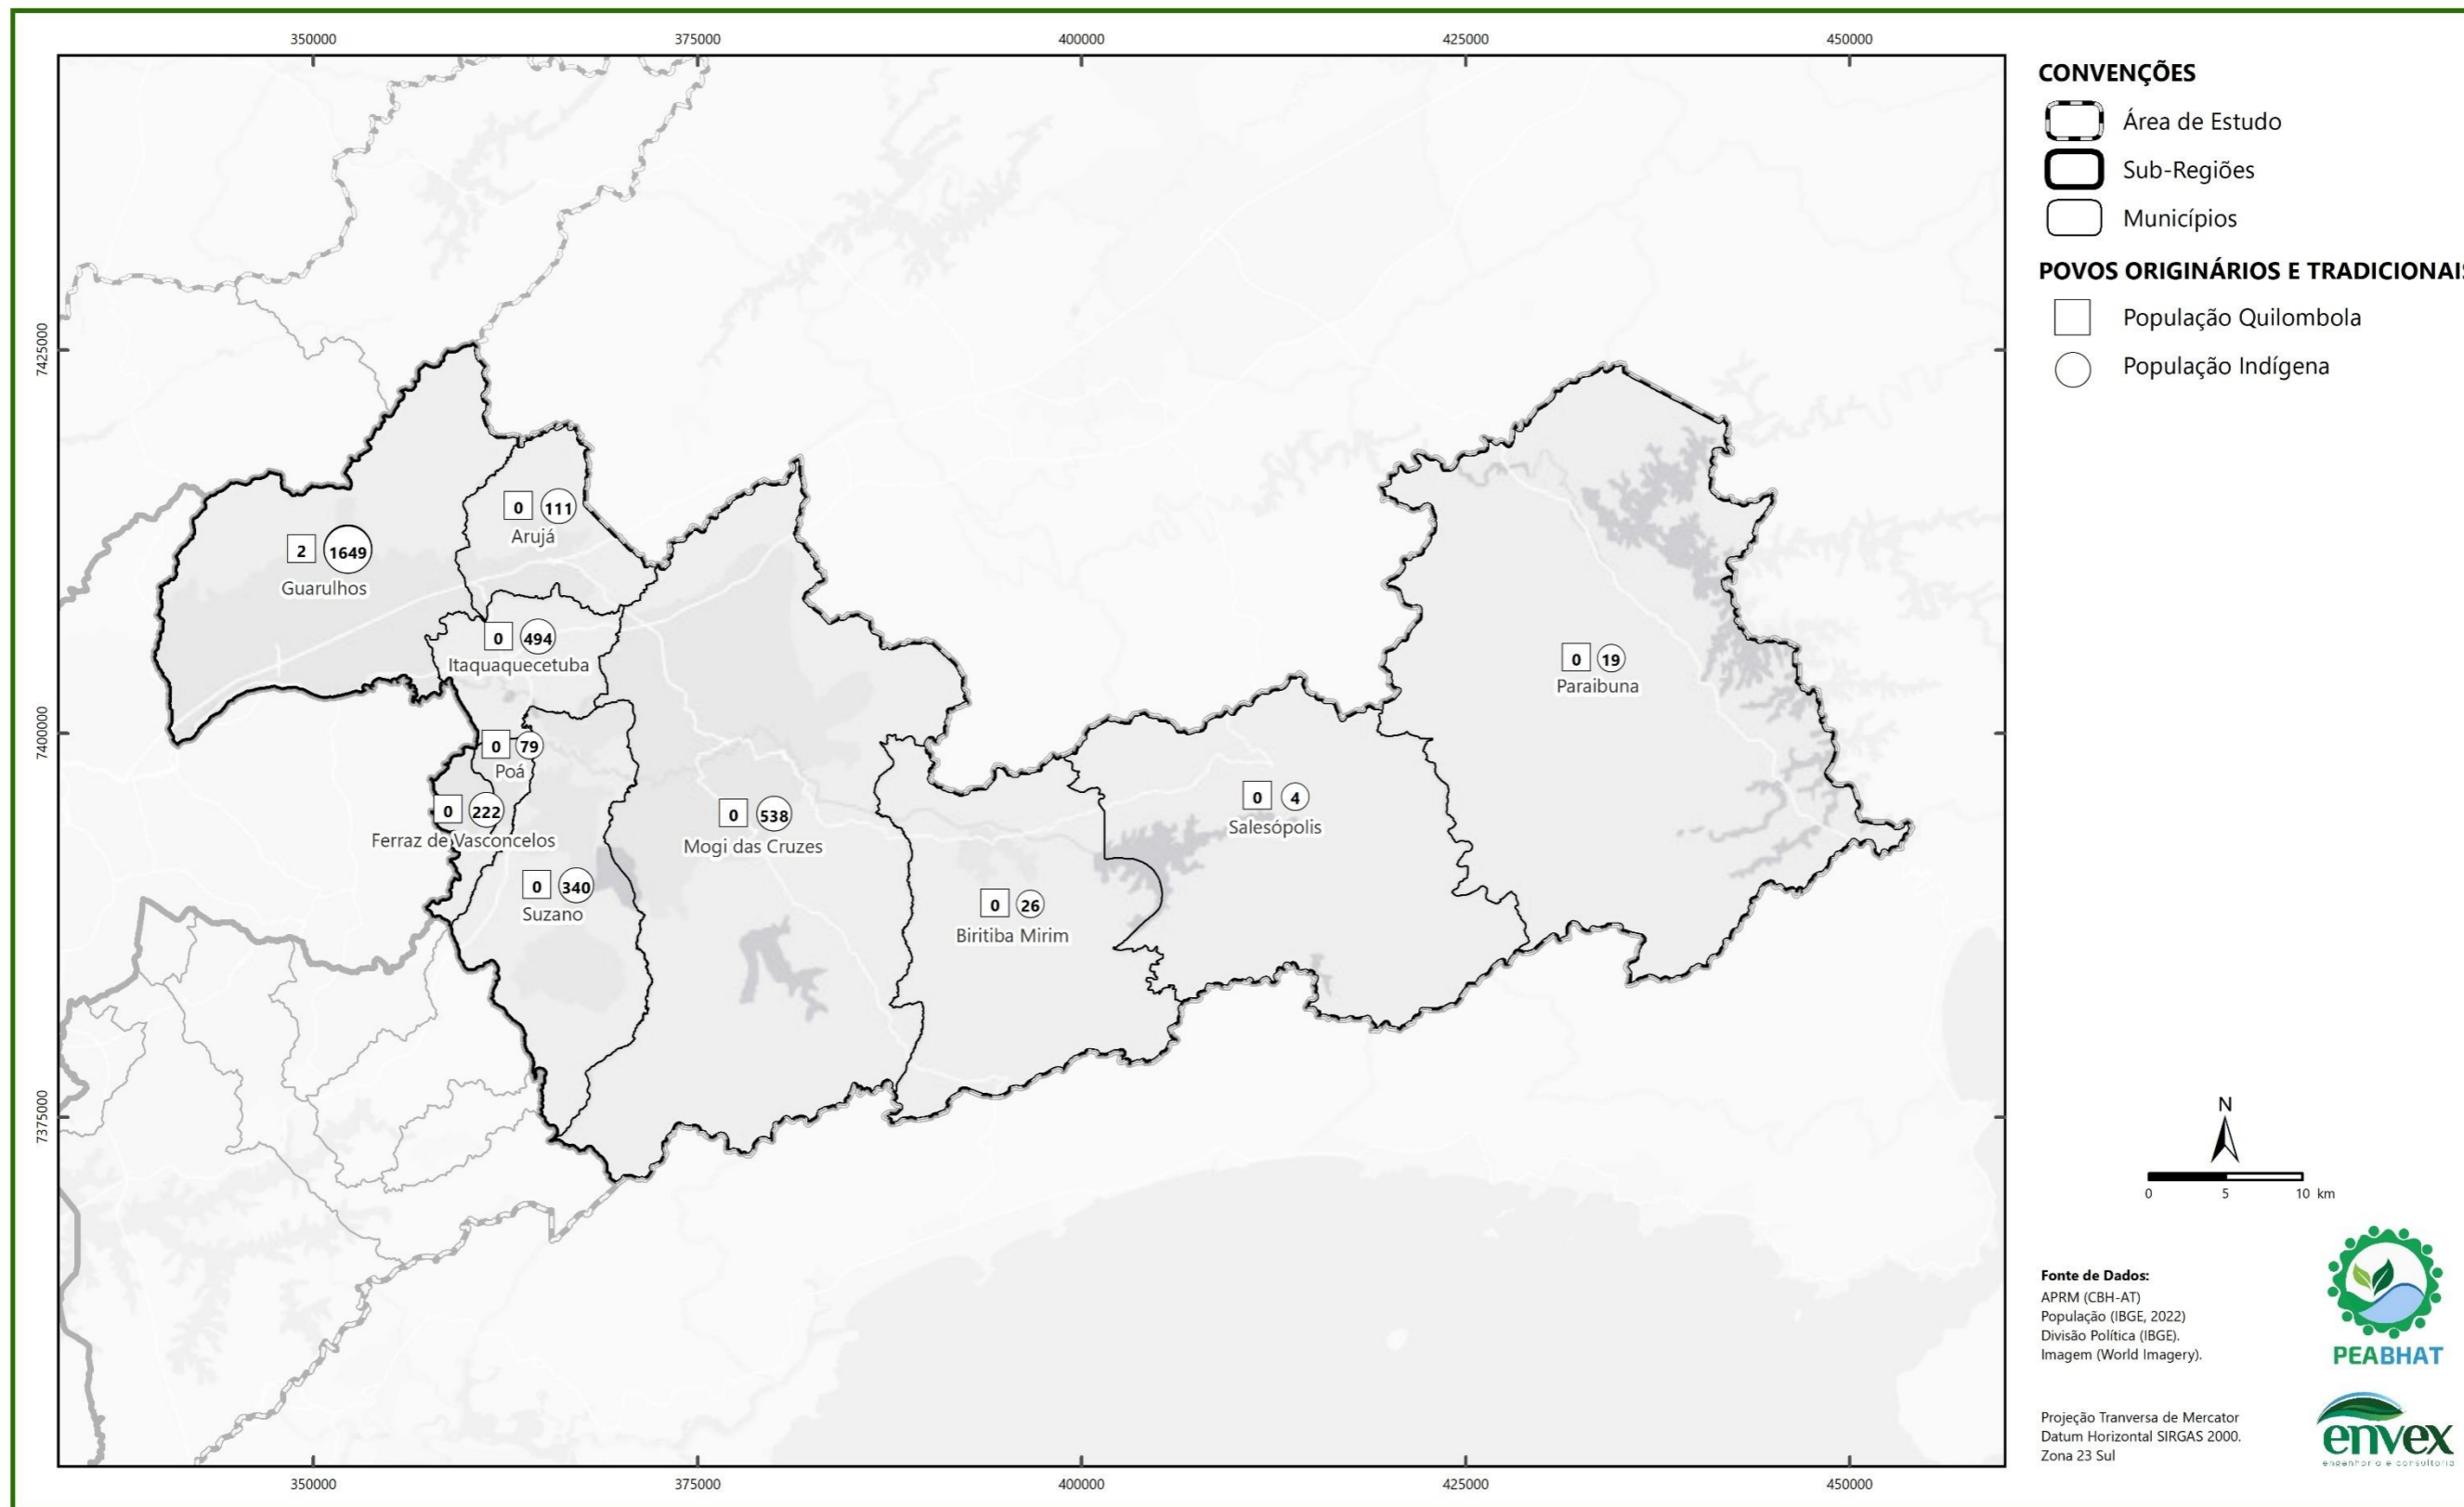 350000
375000
400000
425000
450000
7425000
7400000
7375000
0
111
Arujá
2
1649
Guarulhos
0
494
Itaquaquecetuba
0
19
Paraibuna
0
79
Poá
0
222
Ferraz de Vasconcelos
0
538
Mogi das Cruzes
0
4
Salesópolis
0
340
Suzano
0
26
Biritiba Mirim
350000
375000
400000
425000
450000
CONVENÇÕES
Área de Estudo
Sub-Regiões
Municípios
POVOS ORIGINÁRIOS E TRADICIONAIS
População Quilombola
População Indígena
N
0
5
10 km
Fonte de Dados:
APRM (CBH-AT)
População (IBGE, 2022)
Divisão Política (IBGE).
Imagem (World Imagery).
PEABHAT
Projeção Tranversa de Mercator
Datum Horizontal SIRGAS 2000.
Zona 23 Sul
envex
engenharia e consultoria